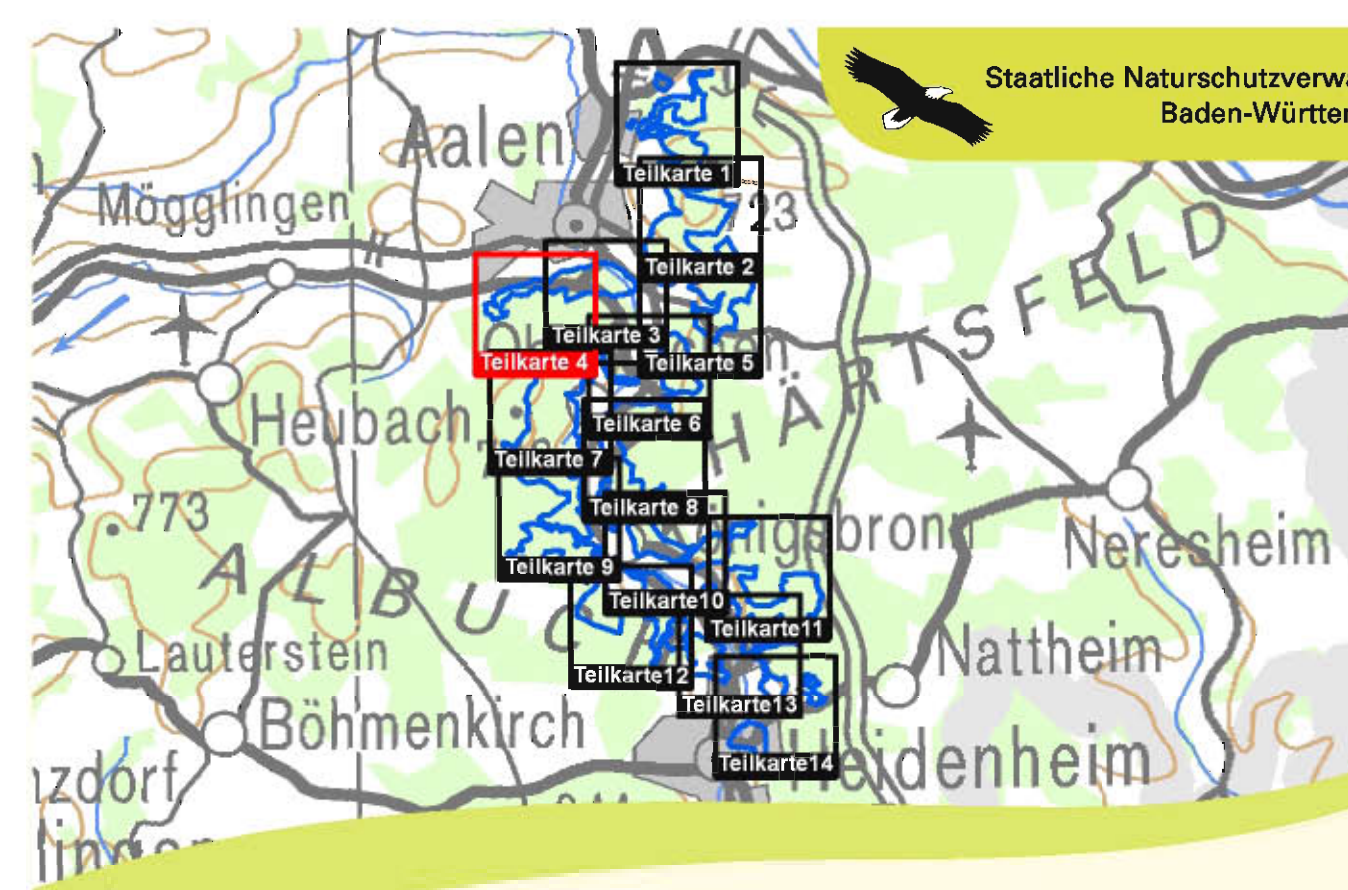 Staatliche Naturschutzverwa
Baden-Württer
Aalen
Teilkarte 1
Mögglingen
723
Teilkarte 2
HÄRTSFELD
Teilkarte 3
Teilkarte 4
Teilkarte 5
Heubach
Teilkarte 6
Teilkarte 7
773
Teilkarte 8
Neresheim
ALBUC
Teilkarte 9
Teilkarte10
Teilkarte11
Lauterstein
Nattheim
Teilkarte12
Teilkarte13
Böhmenkirch
Teilkarte14
Heidenheim
zdorf